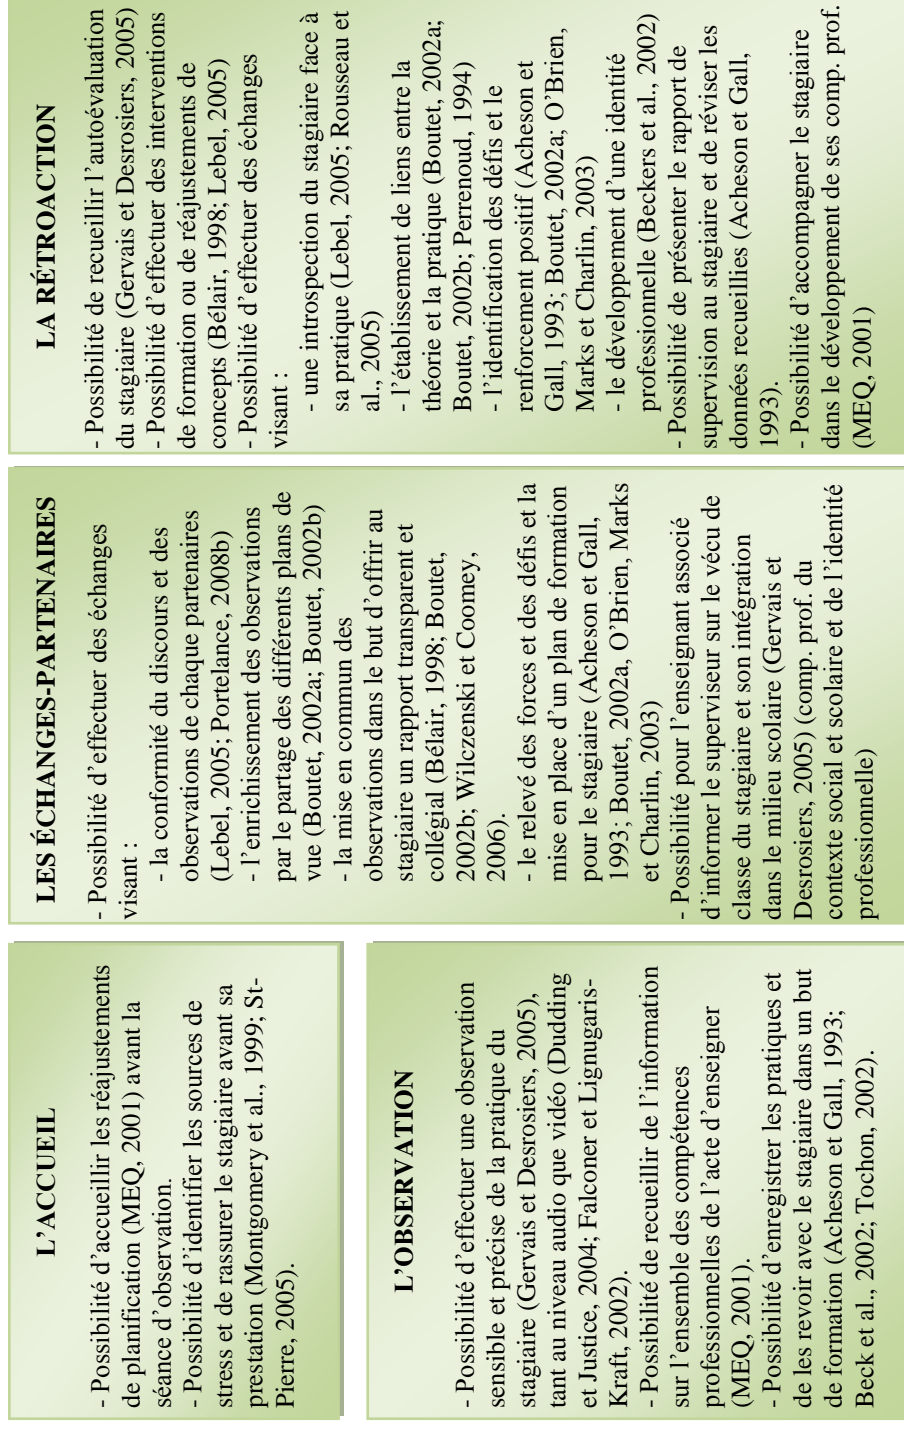 L'ACCUEIL
- Possibilité d'accueillir les réajustements
de planification (MEQ, 2001) avant la
séance d'observation.
- Possibilité d'identifier les sources de
stress et de rassurer le stagiaire avant sa
prestation (Montgomery et al., 1999; St-
Pierre, 2005).
L'OBSERVATION
- Possibilité d'effectuer une observation
sensible et précise de la pratique du
stagiaire (Gervais et Desrosiers, 2005),
tant au niveau audio que vidéo (Dudding
et Justice, 2004; Falconer et Lignugaris-
Kraft, 2002).
- Possibilité de recueillir de l'information
sur l'ensemble des compétences
professionnelles de l'acte d'enseigner
(MEQ, 2001).
- Possibilité d'enregistrer les pratiques et
de les revoir avec le stagiaire dans un but
de formation (Acheson et Gall, 1993;
Beck et al., 2002; Tochon, 2002).
LES ÉCHANGES-PARTENAIRES
- Possibilité d'effectuer des échanges
visant :
- la conformité du discours et des
observations de chaque partenaires
(Lebel, 2005; Portelance, 2008b)
- l'enrichissement des observations
par le partage des différents plans de
vue (Boutet, 2002a; Boutet, 2002b)
- la mise en commun des
observations dans le but d'offrir au
stagiaire un rapport transparent et
collégial (Bélair, 1998; Boutet,
2002b; Wilczenski et Coomey,
2006).
- le relevé des forces et des défis et la
mise en place d'un plan de formation
pour le stagiaire (Acheson et Gall,
1993; Boutet, 2002a, O'Brien, Marks
et Charlin, 2003)
- Possibilité pour l'enseignant associé
d'informer le superviseur sur le vécu de
classe du stagiaire et son intégration
dans le milieu scolaire (Gervais et
Desrosiers, 2005) (comp. prof. du
contexte social et scolaire et de l'identité
professionnelle)
LA RÉTROACTION
- Possibilité de recueillir l'autoévaluation
du stagiaire (Gervais et Desrosiers, 2005)
- Possibilité d'effectuer des interventions
de formation ou de réajustements de
concepts (Bélair, 1998; Lebel, 2005)
- Possibilité d'effectuer des échanges
visant :
- une introspection du stagiaire face à
sa pratique (Lebel, 2005; Rousseau et
al., 2005)
- l'établissement de liens entre la
théorie et la pratique (Boutet, 2002a;
Boutet, 2002b; Perrenoud, 1994)
- l'identification des défis et le
renforcement positif (Acheson et
Gall, 1993; Boutet, 2002a; O'Brien,
Marks et Charlin, 2003)
- le développement d'une identité
professionnelle (Beckers et al., 2002)
- Possibilité de présenter le rapport de
supervision au stagiaire et de réviser les
données recueillies (Acheson et Gall,
1993).
- Possibilité d'accompagner le stagiaire
dans le développement de ses comp. prof.
(MEQ, 2001)